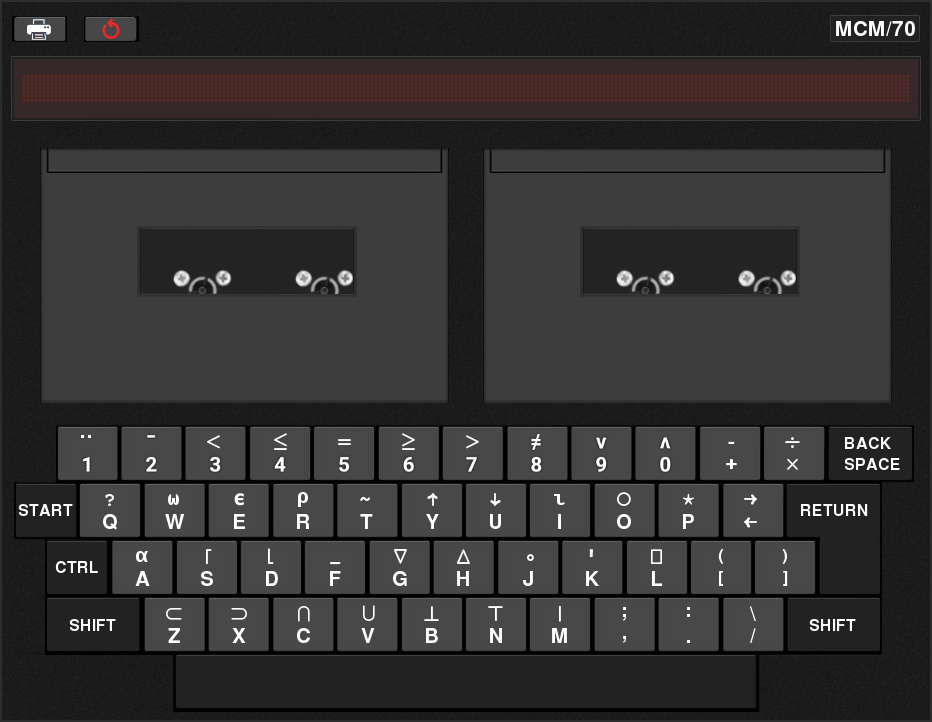 MCM/70
¨ ¯ < ≤ = ≥ > ≠ ∨ ∧ - ÷ BACK
1 2 3 4 5 6 7 8 9 0 + × SPACE
START ? ⍵ ∊ ⍴ ~ ↑ ↓ ⍳ ○ ⋆ → RETURN
Q W E R T Y U I O P ←
CTRL ⍺ ⌈ ⌊ _ ∇ ∆ ∘ ' ⎕ ( )
A S D F G H J K L [ ]
SHIFT ⊂ ⊃ ∩ ∪ ⊥ ⊤ | ; : \ SHIFT
Z X C V B N M , . /